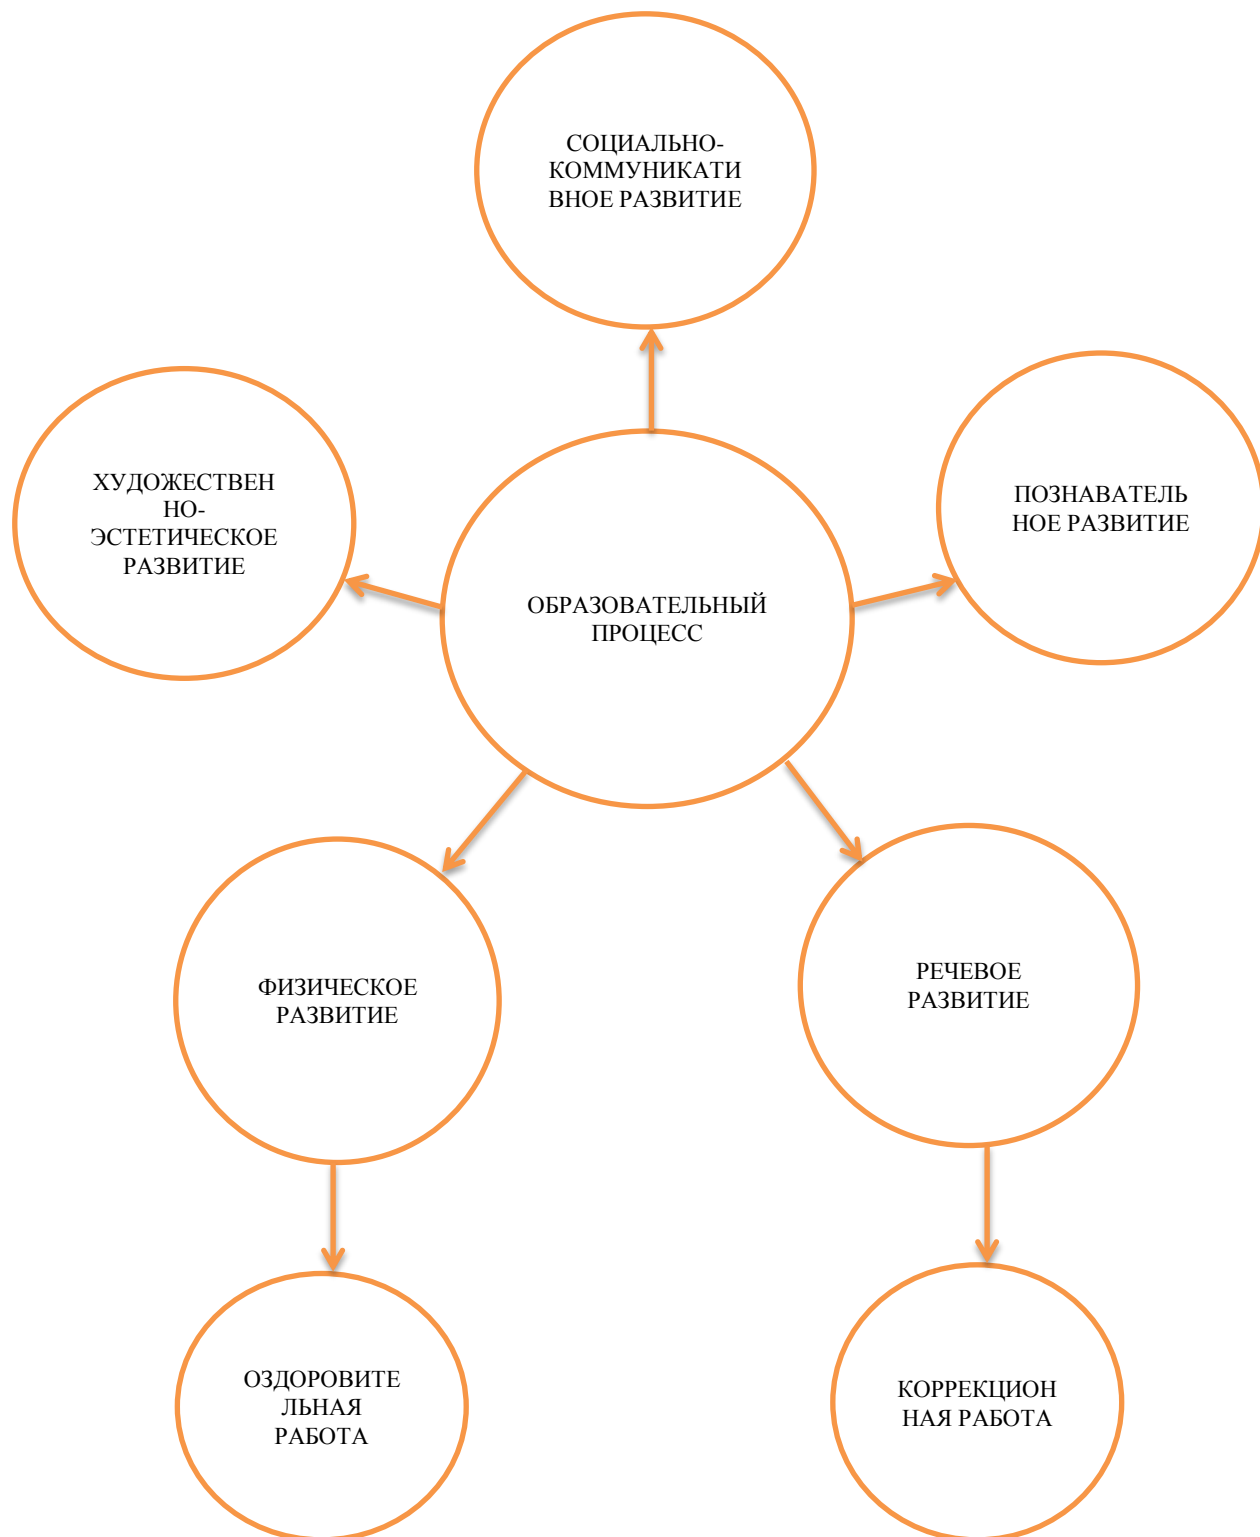 СОЦИАЛЬНО-
КОММУНИКАТИ
ВНОЕ РАЗВИТИЕ
ХУДОЖЕСТВЕН
НО-
ЭСТЕТИЧЕСКОЕ
РАЗВИТИЕ
ПОЗНАВАТЕЛЬ
НОЕ РАЗВИТИЕ
ОБРАЗОВАТЕЛЬНЫЙ
ПРОЦЕСС
ФИЗИЧЕСКОЕ
РАЗВИТИЕ
РЕЧЕВОЕ
РАЗВИТИЕ
ОЗДОРОВИТЕ
ЛЬНАЯ
РАБОТА
КОРРЕКЦИОН
НАЯ РАБОТА